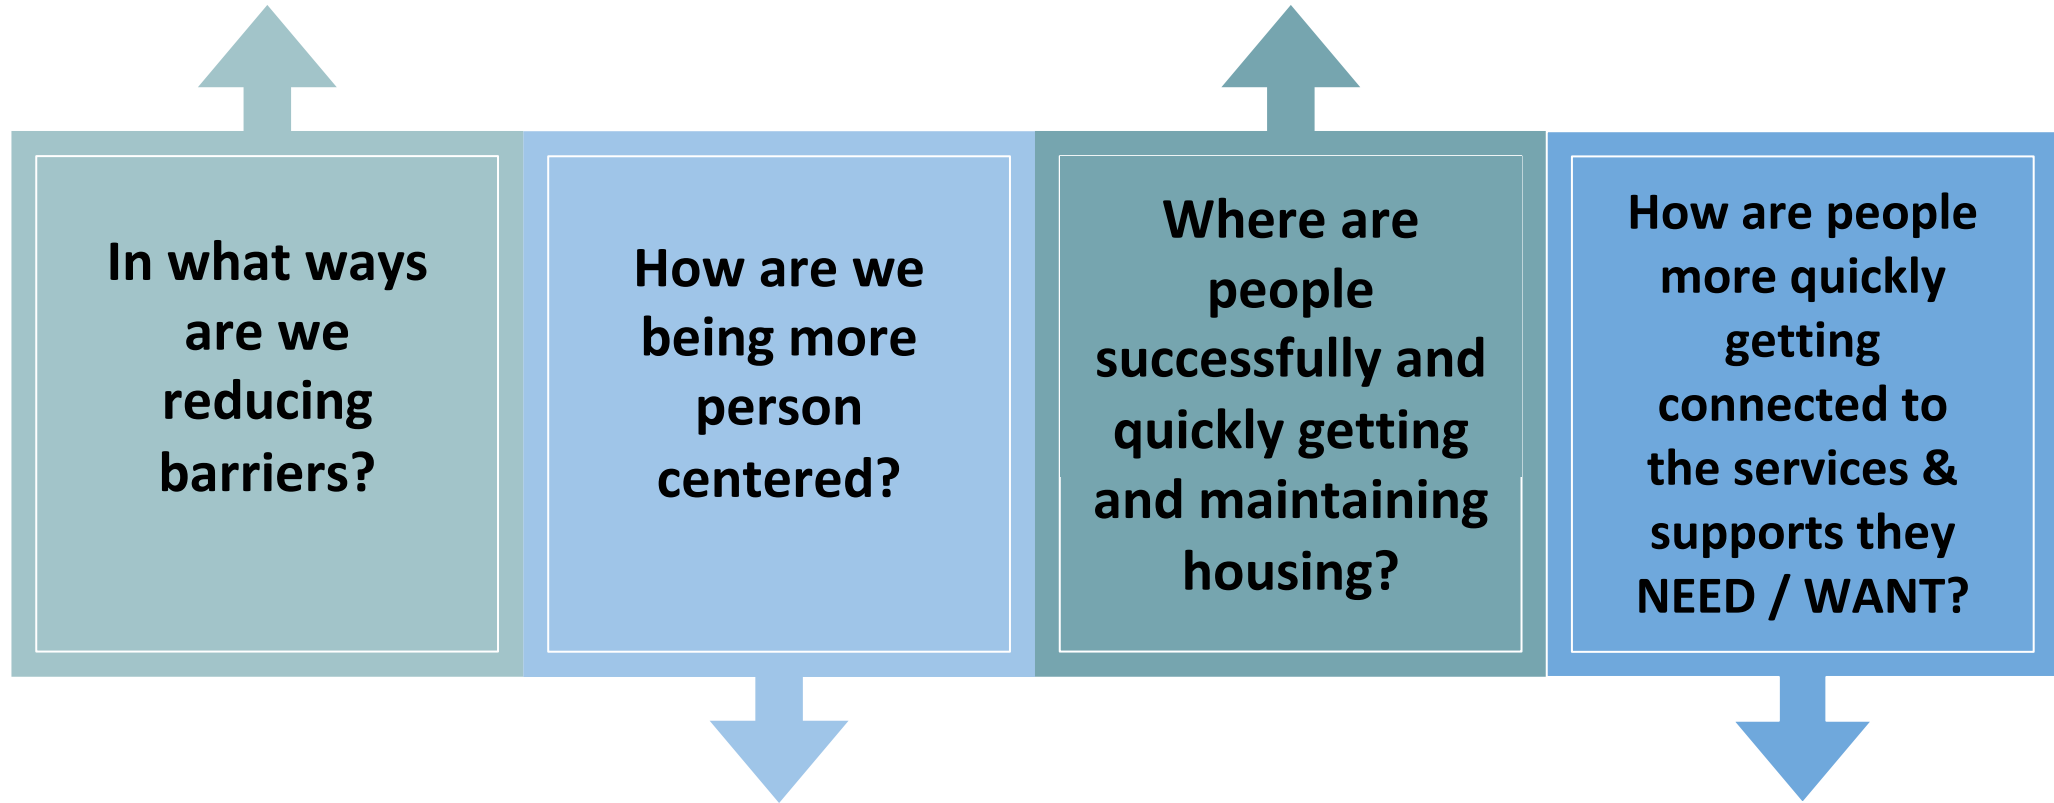 In what ways
are we
reducing
barriers?
How are we
being more
person
centered?
Where are
people
successfully and
quickly getting
and maintaining
housing?
How are people
more quickly
getting
connected to
the services &
supports they
NEED / WANT?